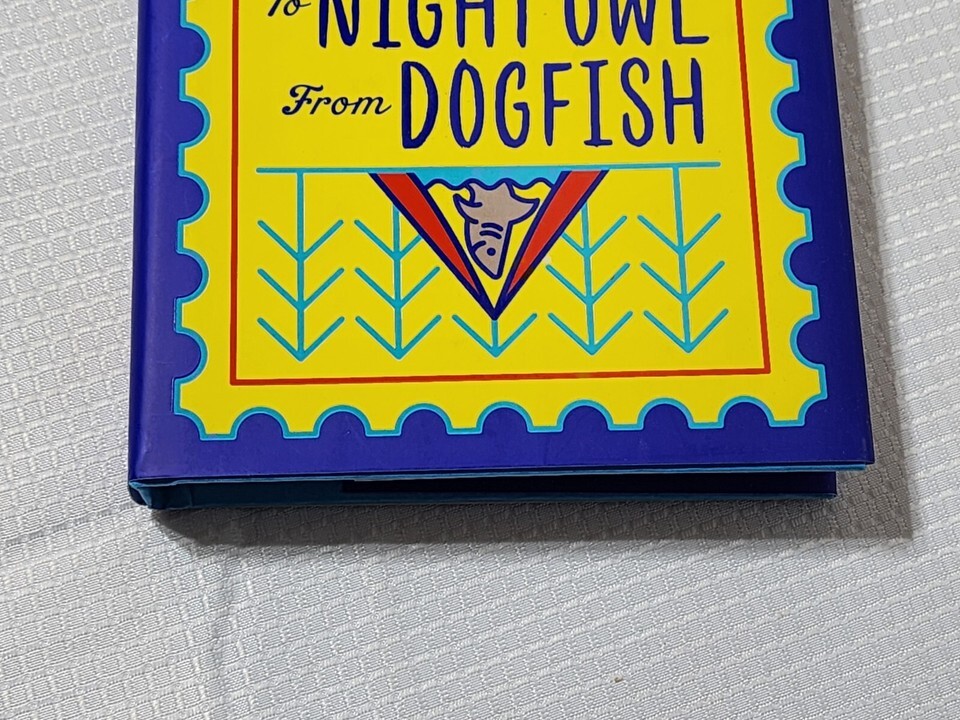 To NIGHT OWL
From DOGFISH